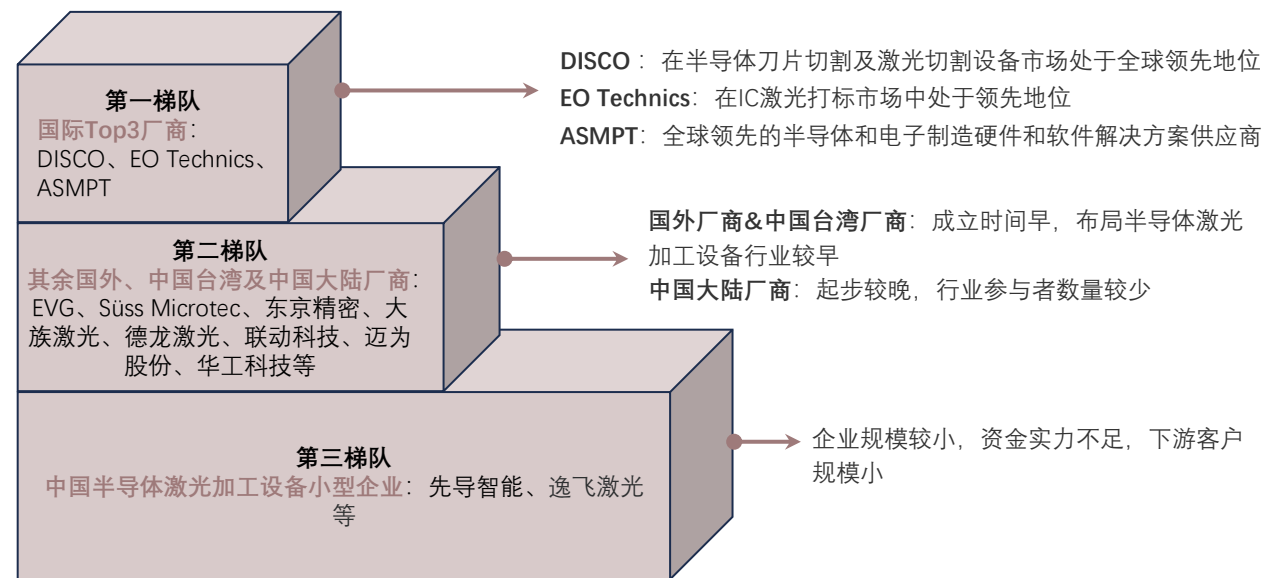 第一梯队
国际Top3厂商:
DISCO、EO Technics、
ASMPT
DISCO： 在半导体刀片切割及激光切割设备市场处于全球领先地位
EO Technics：在IC激光打标市场中处于领先地位
ASMPT：全球领先的半导体和电子制造硬件和软件解决方案供应商
第二梯队
其余国外、中国台湾及中国大陆厂商:
EVG、Süss Microtec、东京精密、大
族激光、德龙激光、联动科技、迈为
股份、华工科技等
国外厂商&中国台湾厂商：成立时间早，布局半导体激光
加工设备行业较早
中国大陆厂商：起步较晚，行业参与者数量较少
第三梯队
中国半导体激光加工设备小型企业：先导智能、逸飞激光
等
企业规模较小，资金实力不足，下游客户
规模小